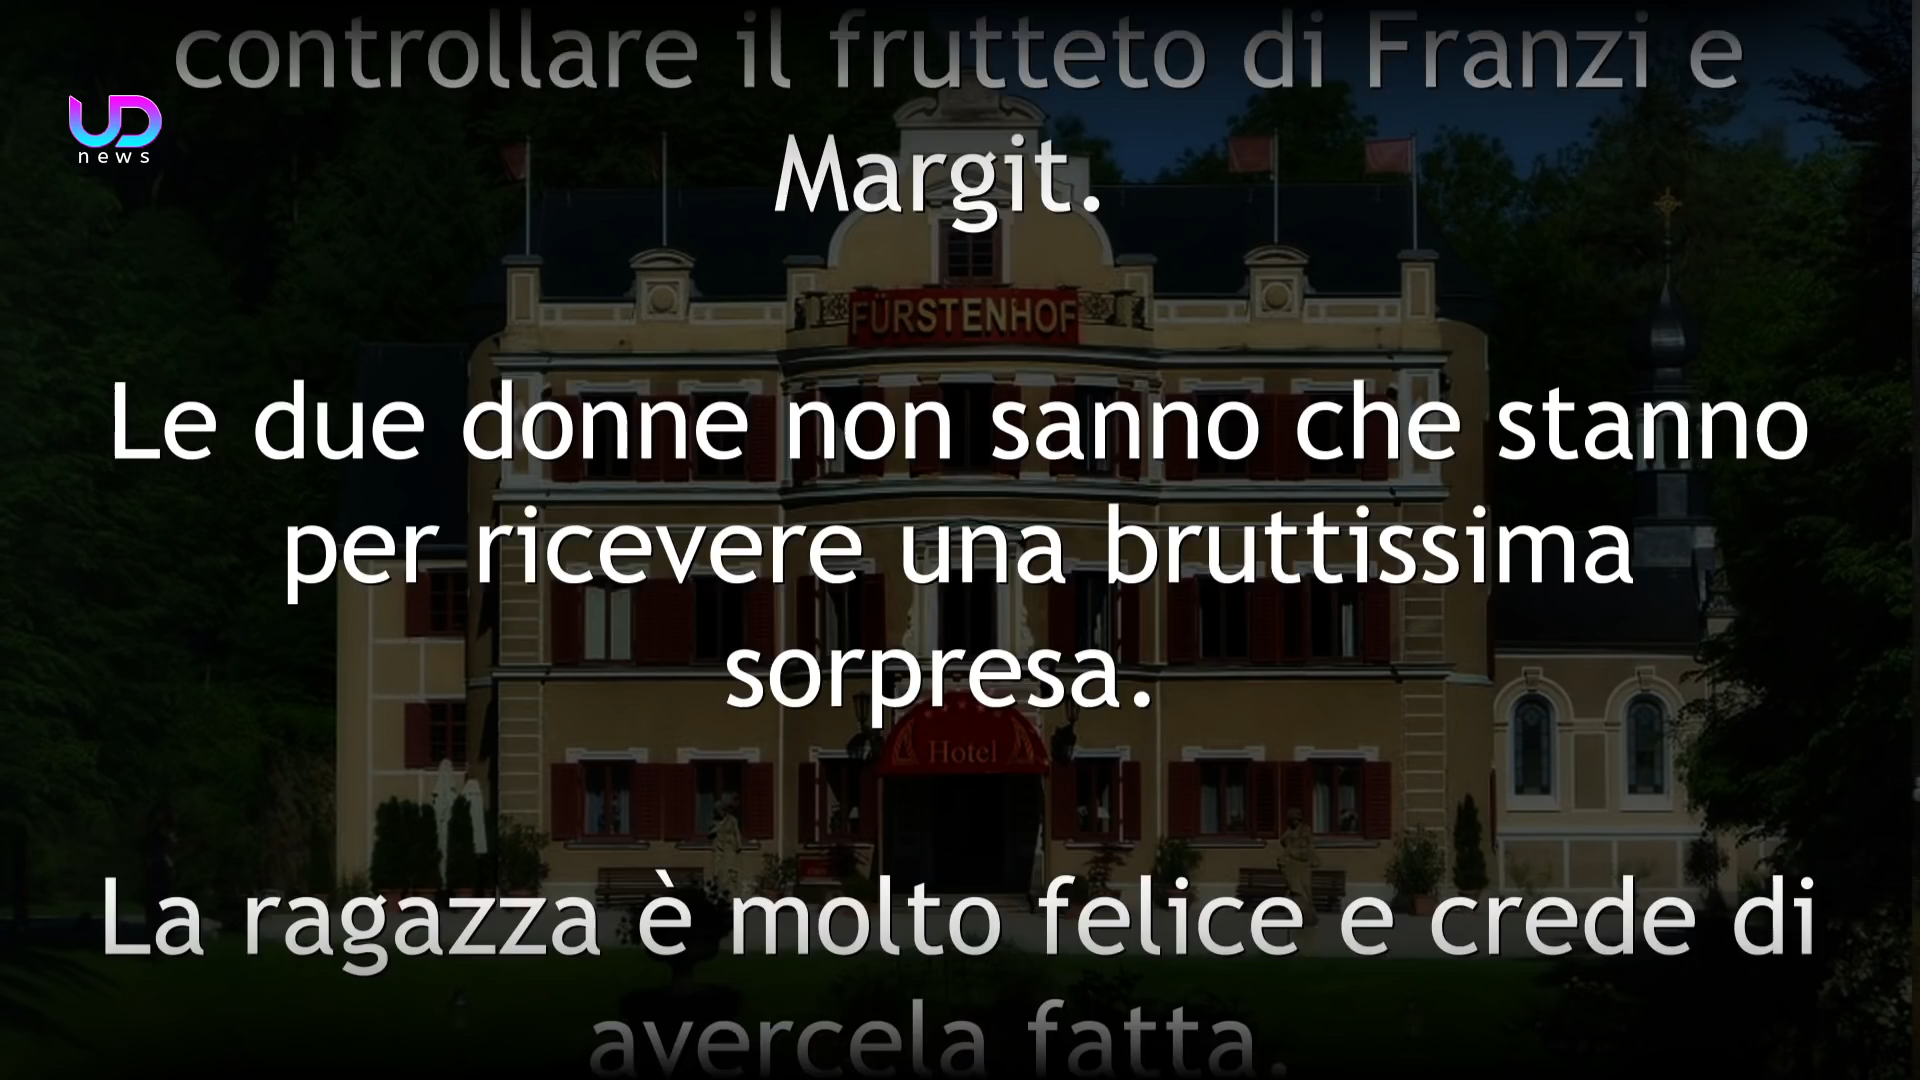 controllare il frutteto di Franzi e
UD
news
Margit.
FÜRSTENHOF
Le due donne non sanno che stanno
per ricevere una bruttissima
sorpresa.
Hotel
La ragazza è molto felice e crede di
avercela fatta.